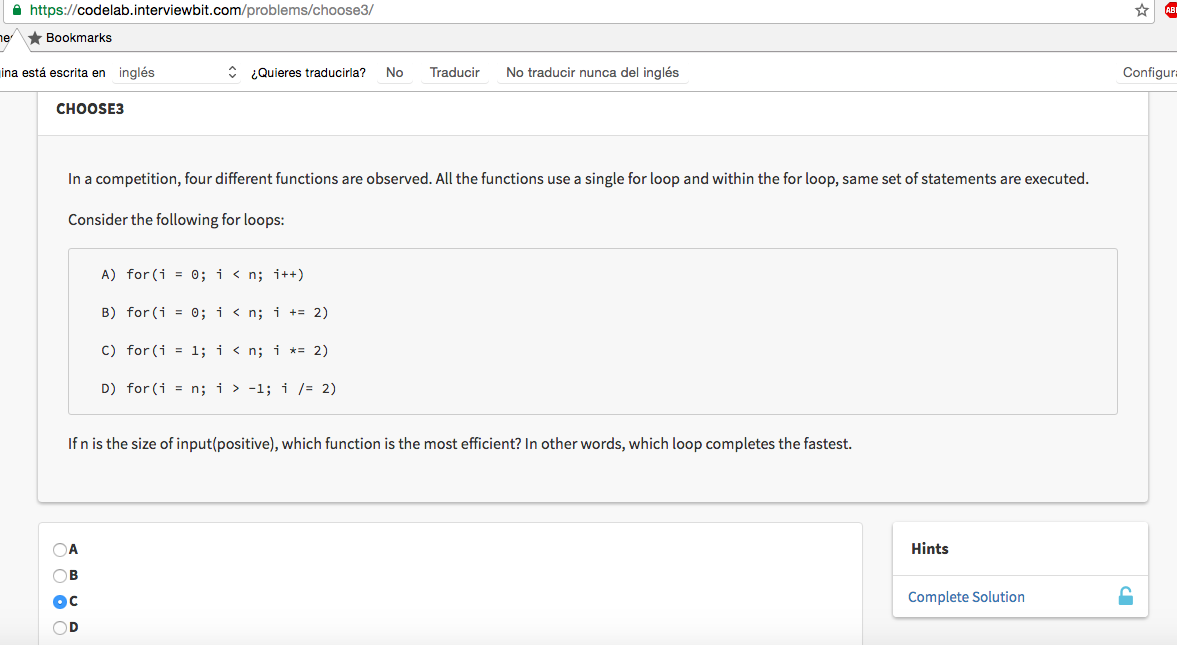 https://codelab.interviewbit.com/problems/choose3/
Bookmarks
ina está escrita en inglés ¿Quieres traducirla? No Traducir No traducir nunca del inglés Configura
CHOOSE3
In a competition, four different functions are observed. All the functions use a single for loop and within the for loop, same set of statements are executed.
Consider the following for loops:
A) for(i = 0; i < n; i++)
B) for(i = 0; i < n; i += 2)
C) for(i = 1; i < n; i *= 2)
D) for(i = n; i > -1; i /= 2)
If n is the size of input(positive), which function is the most efficient? In other words, which loop completes the fastest.
A
B
C
D
Hints
Complete Solution